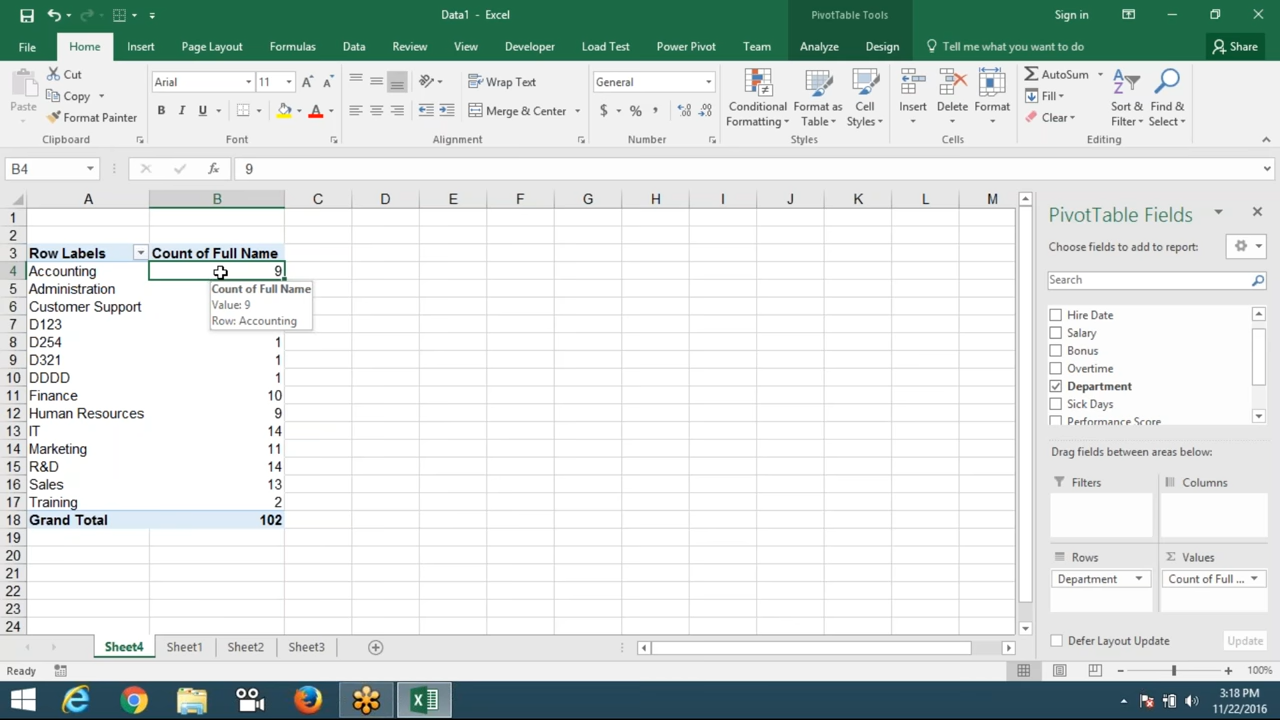 Data1 - Excel
PivotTable Tools
Sign in
File
Home
Insert
Page Layout
Formulas
Data
Review
View
Developer
Load Test
Power Pivot
Team
Analyze
Design
Tell me what you want to do
Share
Paste
Cut
Copy
Format Painter
Clipboard
Arial
11
B I U
Font
Wrap Text
Merge & Center
Alignment
General
$ % ,
Number
Conditional Formatting
Format as Table
Cell Styles
Styles
Insert
Delete
Format
Cells
AutoSum
Fill
Clear
Sort & Filter
Find & Select
Editing
B4
fx
9
A B C D E F G H I J K L M
1
2
3 Row Labels Count of Full Name
4 Accounting 9
5 Administration
6 Customer Support
7 D123
8 D254 1
9 D321 1
10 DDDD 1
11 Finance 10
12 Human Resources 9
13 IT 14
14 Marketing 11
15 R&D 14
16 Sales 13
17 Training 2
18 Grand Total 102
19
20
21
22
23
24
Count of Full Name
Value: 9
Row: Accounting
PivotTable Fields
Choose fields to add to report:
Search
Hire Date
Salary
Bonus
Overtime
Department
Sick Days
Performance Score
Drag fields between areas below:
Filters
Columns
Rows
Values
Department
Count of Full ...
Defer Layout Update
Update
Sheet4
Sheet1
Sheet2
Sheet3
Ready
100%
3:18 PM
11/22/2016